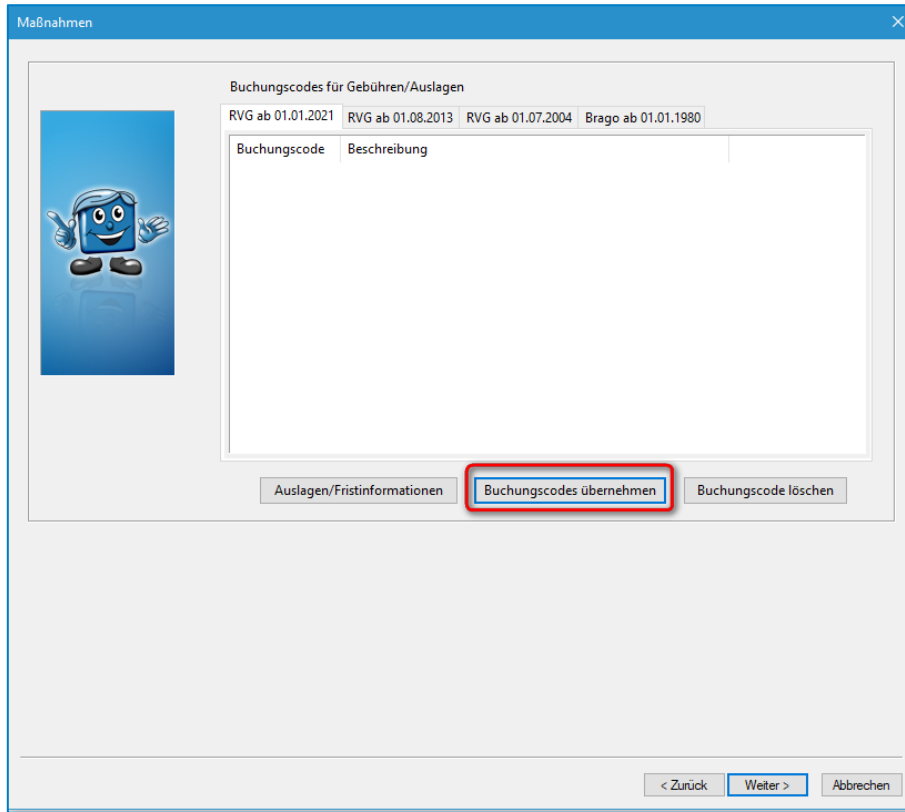 Maßnahmen
Buchungscodes für Gebühren/Auslagen
RVG ab 01.01.2021 RVG ab 01.08.2013 RVG ab 01.07.2004 Brago ab 01.01.1980
Buchungscode Beschreibung
Auslagen/Fristinformationen Buchungscodes übernehmen Buchungscode löschen
< Zurück Weiter > Abbrechen